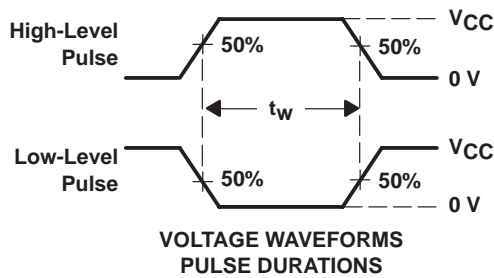 High-Level
Pulse
50%
50%
VCC
0 V
tw
Low-Level
Pulse
50%
50%
VCC
0 V
VOLTAGE WAVEFORMS
PULSE DURATIONS